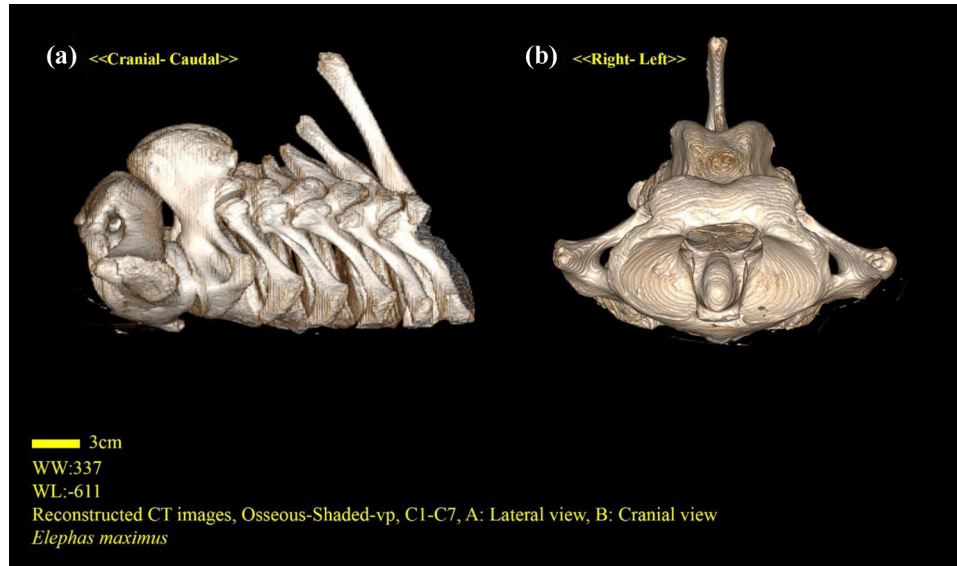 (a) <<Cranial- Caudal>>
(b) <<Right- Left>>
3cm
WW:337
WL:-611
Reconstructed CT images, Osseous-Shaded-vp, C1-C7, A: Lateral view, B: Cranial view
Elephas maximus